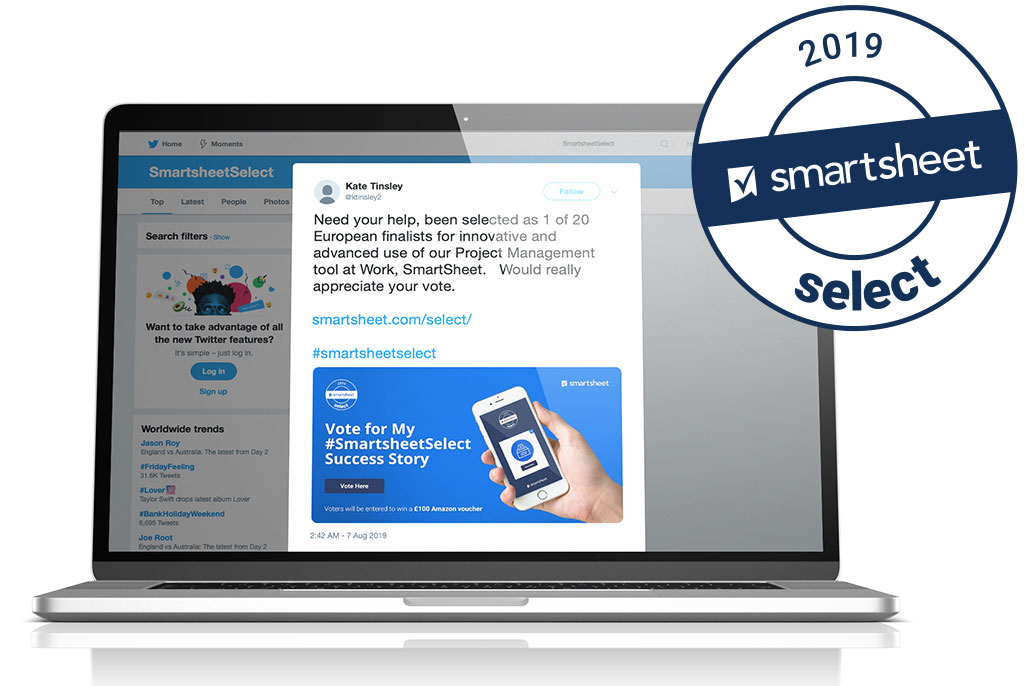 2019
smartsheet
select
Home
Moments
SmartsheetSelect
SmartsheetSelect
Top
Latest
People
Photos
Search filters · Show
Want to take advantage of all
the new Twitter features?
It's simple – just log in.
Log in
Sign up
Worldwide trends
Jason Roy
England vs Australia: The latest from Day 2
#FridayFeeling
31.6K Tweets
#Lover
Taylor Swift drops latest album Lover
#BankHolidayWeekend
6,695 Tweets
Joe Root
England vs Australia: The latest from Day 2
Kate Tinsley
@ktinsley2
Follow
Need your help, been selected as 1 of 20
European finalists for innovative and
advanced use of our Project Management
tool at Work, SmartSheet. Would really
appreciate your vote.
smartsheet.com/select/
#smartsheetselect
2019
smartsheet
select
smartsheet
Vote for My
#SmartsheetSelect
Success Story
Vote Here
Voters will be entered to win a £100 Amazon voucher
smartsheet
2:42 AM - 7 Aug 2019